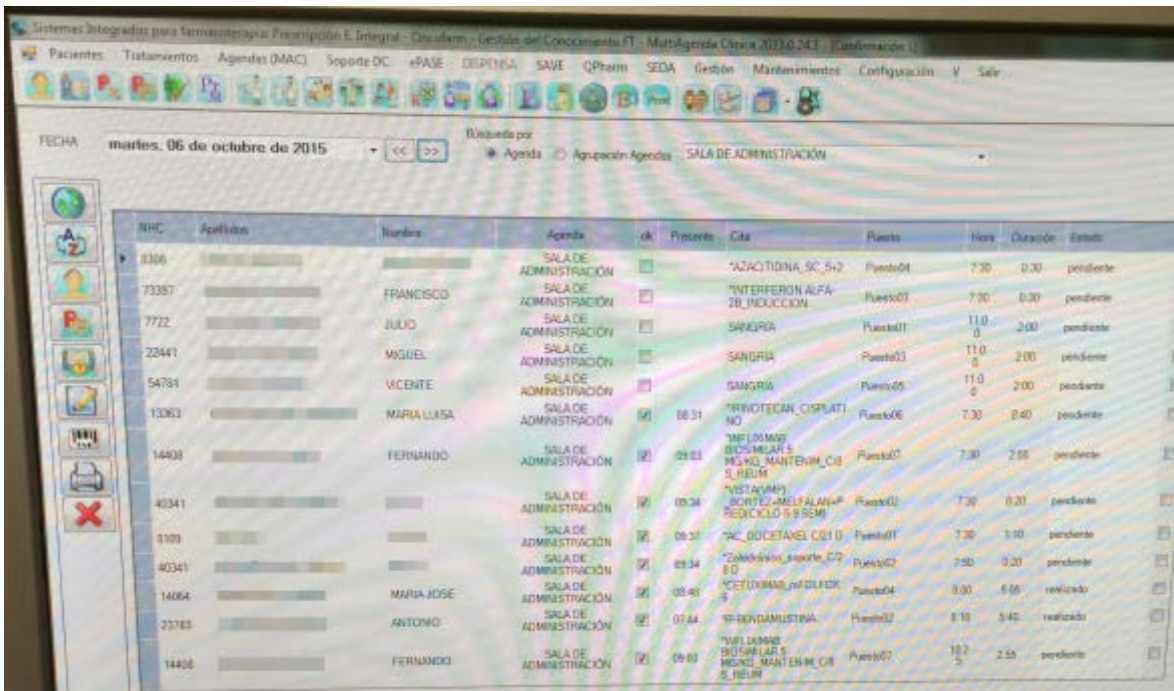 Sistemas Integrados para farmacoterapia: Prescripción E. Integral - Oncofarm - Gestión del Conocimiento FT - MultiAgenda Clínica 2013.0.24.3 - [Confirmación ()]
Pacientes Tratamientos Agendas (MAC) Soporte DC ePASE DISPENSA SAVE QPharm SEDA Gestión Mantenimientos Configuración V Salir
Búsqueda por
FECHA martes, 06 de octubre de 2015 << >> Agenda Agrupación Agendas SALA DE ADMINISTRACIÓN
NHC Apellidos Nombre Agenda ok Presente Cita Puesto Hora Duración Estado
8306 SALA DE ADMINISTRACIÓN *AZACITIDINA_SC_5+2 Puesto04 7:30 0:30 pendiente
73397 FRANCISCO SALA DE ADMINISTRACIÓN *INTERFERON ALFA-2B_INDUCCION Puesto03 7:30 0:30 pendiente
7722 JULIO SALA DE ADMINISTRACIÓN SANGRÍA Puesto01 11:00 2:00 pendiente
22441 MIGUEL SALA DE ADMINISTRACIÓN SANGRÍA Puesto03 11:00 2:00 pendiente
54781 VICENTE SALA DE ADMINISTRACIÓN SANGRÍA Puesto05 11:00 2:00 pendiente
13063 MARIA LUISA SALA DE ADMINISTRACIÓN 08:31 *IRINOTECAN_CISPLATINO Puesto06 7:30 8:40 pendiente
14408 FERNANDO SALA DE ADMINISTRACIÓN 09:03 *INFLIXIMAB BIOSIMILAR 5 MG/KG_MANTENIM_C/8 S_REUM Puesto07 7:30 2:55 pendiente
40341 SALA DE ADMINISTRACIÓN 09:34 *VISTA(VMP) _BORTEZ+MELFALAN+PRED(CICLO 5-9 SEM) Puesto02 7:30 0:20 pendiente
8109 SALA DE ADMINISTRACIÓN 09:37 *AC_DOCETAXEL C/21 D Puesto01 7:30 1:10 pendiente
40341 SALA DE ADMINISTRACIÓN 09:34 *Zoledrónico_soporte_C/28 D Puesto02 7:50 0:20 pendiente
14064 MARIA JOSE SALA DE ADMINISTRACIÓN 08:48 *CETUXIMAB_mFOLFOX 6 Puesto04 8:00 6:05 realizado
23783 ANTONIO SALA DE ADMINISTRACIÓN 07:44 *R-BENDAMUSTINA Puesto02 8:10 5:40 realizado
14408 FERNANDO SALA DE ADMINISTRACIÓN 09:03 *INFLIXIMAB BIOSIMILAR 5 MG/KG_MANTENIM_C/8 S_REUM Puesto07 10:25 2:55 pendiente